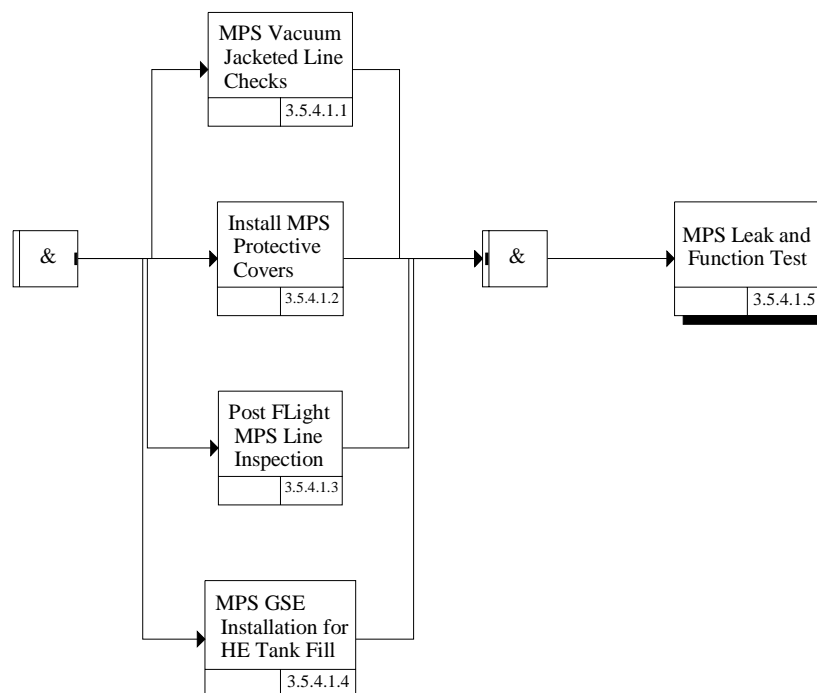 MPS Vacuum
Jacketed Line
Checks
3.5.4.1.1
&
Install MPS
Protective
Covers
3.5.4.1.2
&
MPS Leak and
Function Test
3.5.4.1.5
Post FLight
MPS Line
Inspection
3.5.4.1.3
MPS GSE
Installation for
HE Tank Fill
3.5.4.1.4